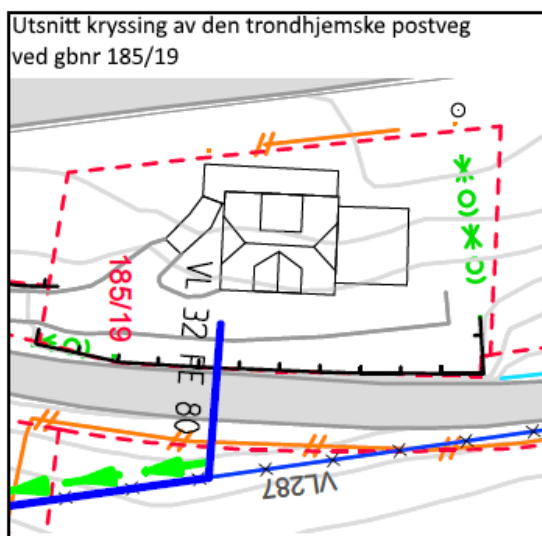 Utsnitt kryssing av den trondhjemske postveg
ved gbnr 185/19
185/19
VL 32 PE 80
VL287